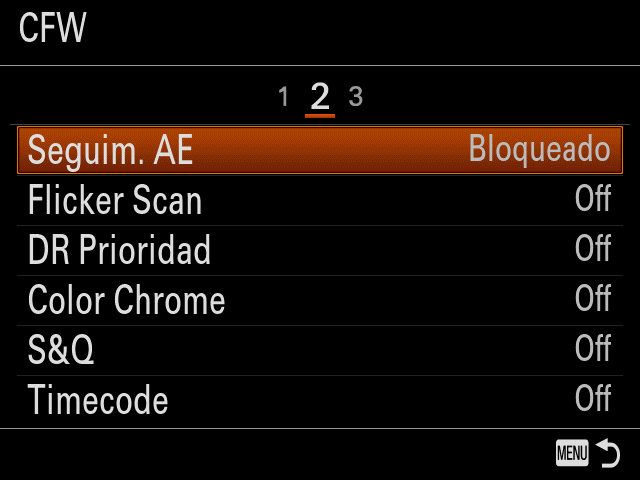 CFW
1 2 3
Seguim. AE Bloqueado
Flicker Scan Off
DR Prioridad Off
Color Chrome Off
S&Q Off
Timecode Off
MENU